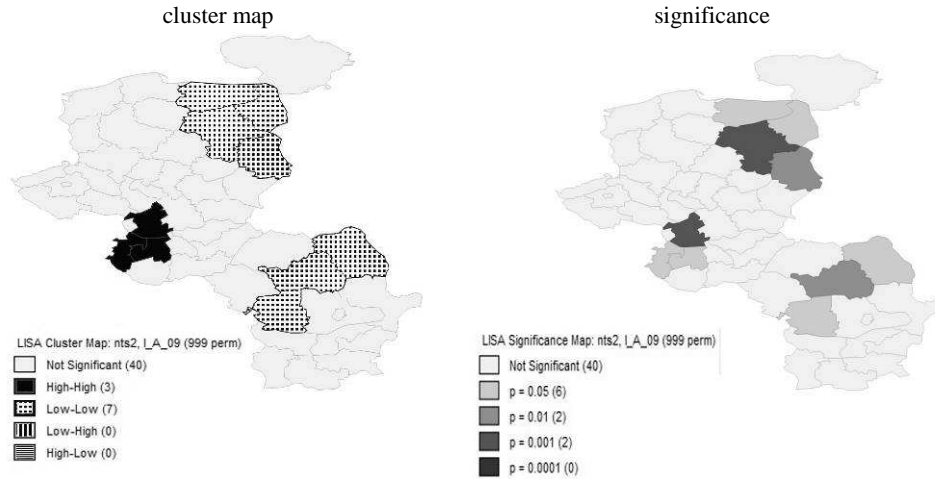 cluster map
significance
LISA Cluster Map: nts2, I_A_09 (999 perm)
Not Significant (40)
High-High (3)
Low-Low (7)
Low-High (0)
High-Low (0)
LISA Significance Map: nts2, I_A_09 (999 perm)
Not Significant (40)
p = 0.05 (6)
p = 0.01 (2)
p = 0.001 (2)
p = 0.0001 (0)